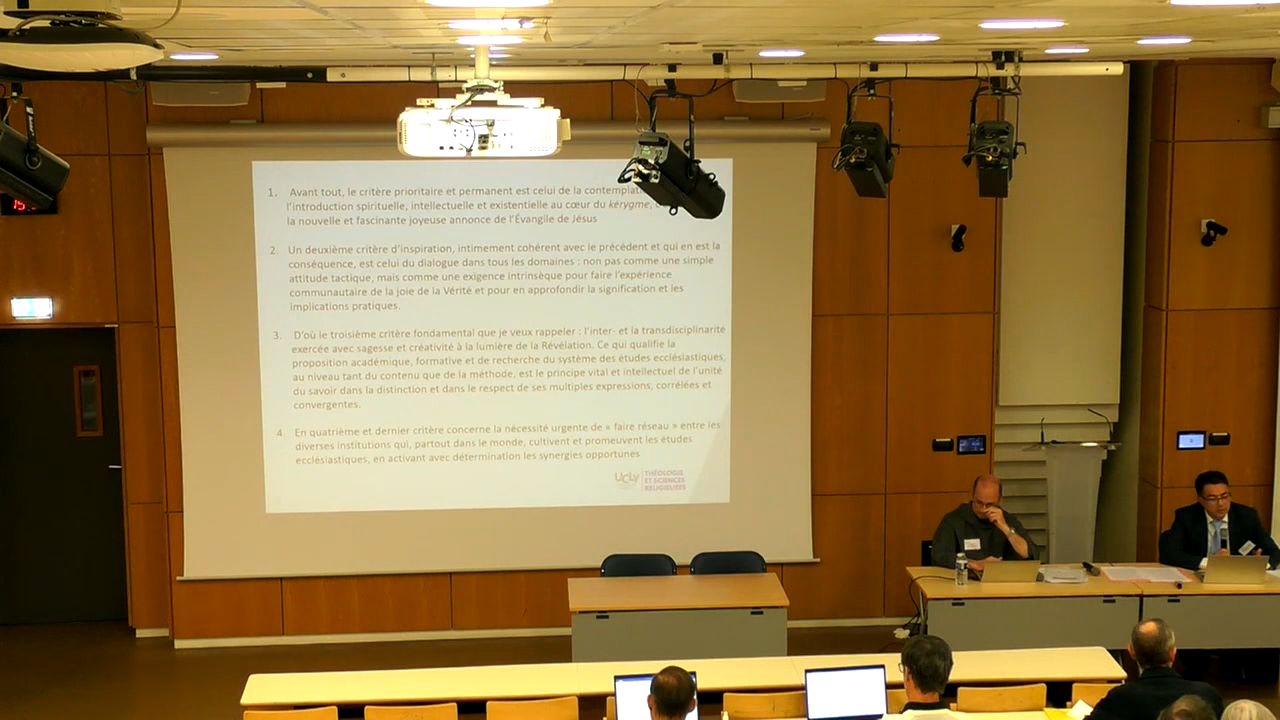 1. Avant tout, le critère prioritaire et permanent est celui de la
l'introduction spirituelle, intellectuelle et existentielle au cœur du kérygme,
la nouvelle et fascinante joyeuse annonce de l'Évangile de Jésus
2. Un deuxième critère d'inspiration, intimement cohérent avec le précédent et qui en est la
conséquence, est celui du dialogue dans tous les domaines : non pas comme une simple
attitude tactique, mais comme une exigence intrinsèque pour faire l'expérience
communautaire de la joie de la Vérité et pour en approfondir la signification et les
implications pratiques.
3. D'où le troisième critère fondamental que je veux rappeler : l'inter- et la transdisciplinarité
exercée avec sagesse et créativité à la lumière de la Révélation. Ce qui qualifie la
proposition académique, formative et de recherche du système des études ecclésiastiques,
au niveau tant du contenu que de la méthode, est le principe vital et intellectuel de l'unité
du savoir dans la distinction et dans le respect de ses multiples expressions, corrélées et
convergentes.
4. En quatrième et dernier critère concerne la nécessité urgente de « faire réseau » entre les
diverses institutions qui, partout dans le monde, cultivent et promeuvent les études
ecclésiastiques, en activant avec détermination les synergies opportunes
UCLy
THÉOLOGIE
ET SCIENCES
RELIGIEUSES